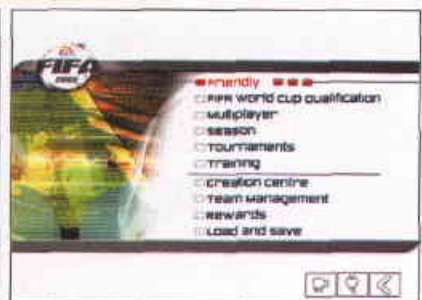 EA
FIFA
2002
Friendly
FIFA World Cup Qualification
Multiplayer
Season
Tournaments
Training
Creation Centre
Team Management
Rewards
Load and Save